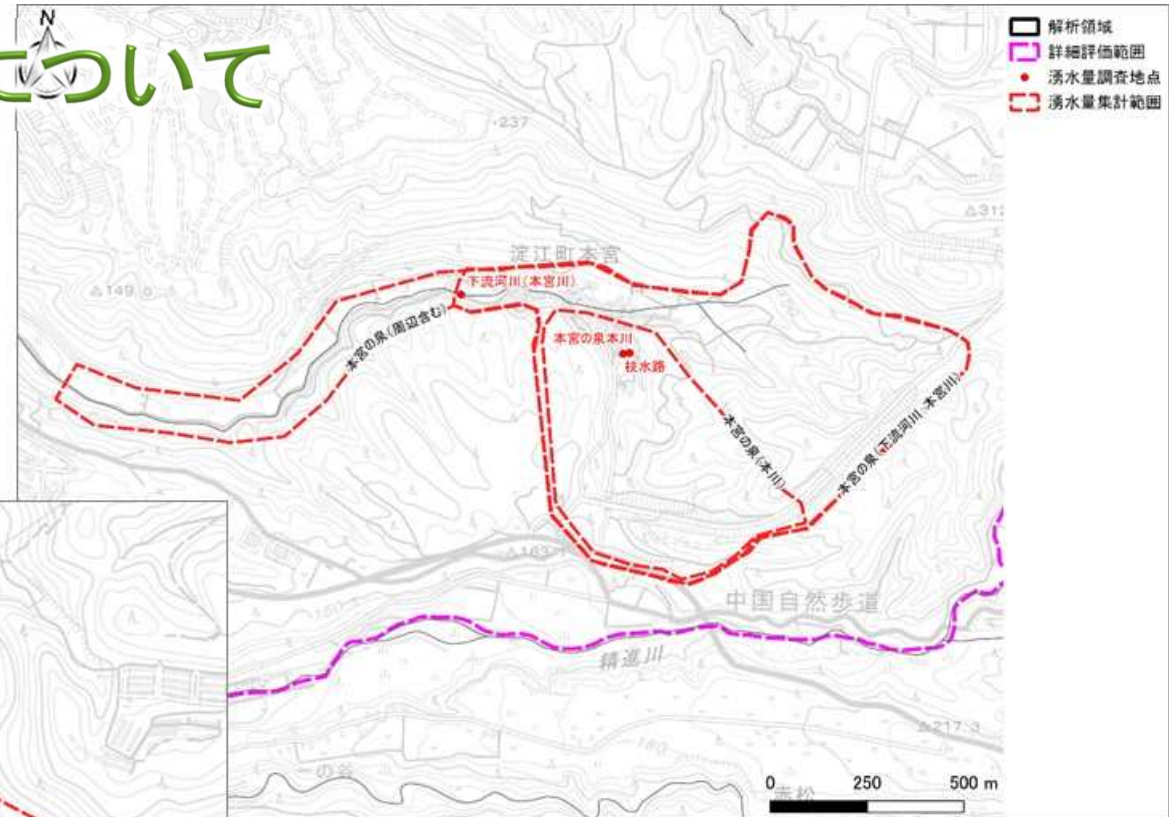 N
について
解析領域
詳細評価範囲
湧水量調査地点
湧水量集計範囲
・237
淀江町本宮
下流河川(本宮川)
△149.
本宮の泉(周辺含む)
本宮の泉本川
枝水路
本宮の泉(本川)
本宮の泉(下流河川 本宮川)
△163.
中国自然歩道
精進川
△217.3
一の谷
赤松
0 250 500 m